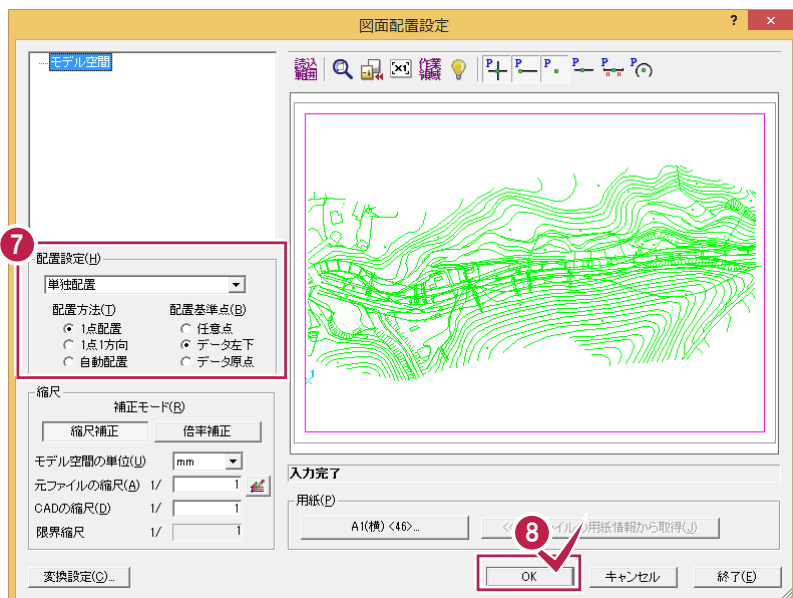 図面配置設定
? ×
モデル空間
読込範囲 [×1] 作業領域 P P P P P P
7
配置設定(H)
単独配置
配置方法(T) 配置基準点(B)
1点配置 任意点
1点1方向 データ左下
自動配置 データ原点
1
縮尺
補正モード(R)
縮尺補正 倍率補正
モデル空間の単位(U) mm
元ファイルの縮尺(A) 1/ 1
CADの縮尺(D) 1/ 1
限界縮尺 1/ 1
入力完了
用紙(P)
A1(横) <46>...
の用紙情報から取得(J)
8
変換設定(C)... OK キャンセル 終了(E)